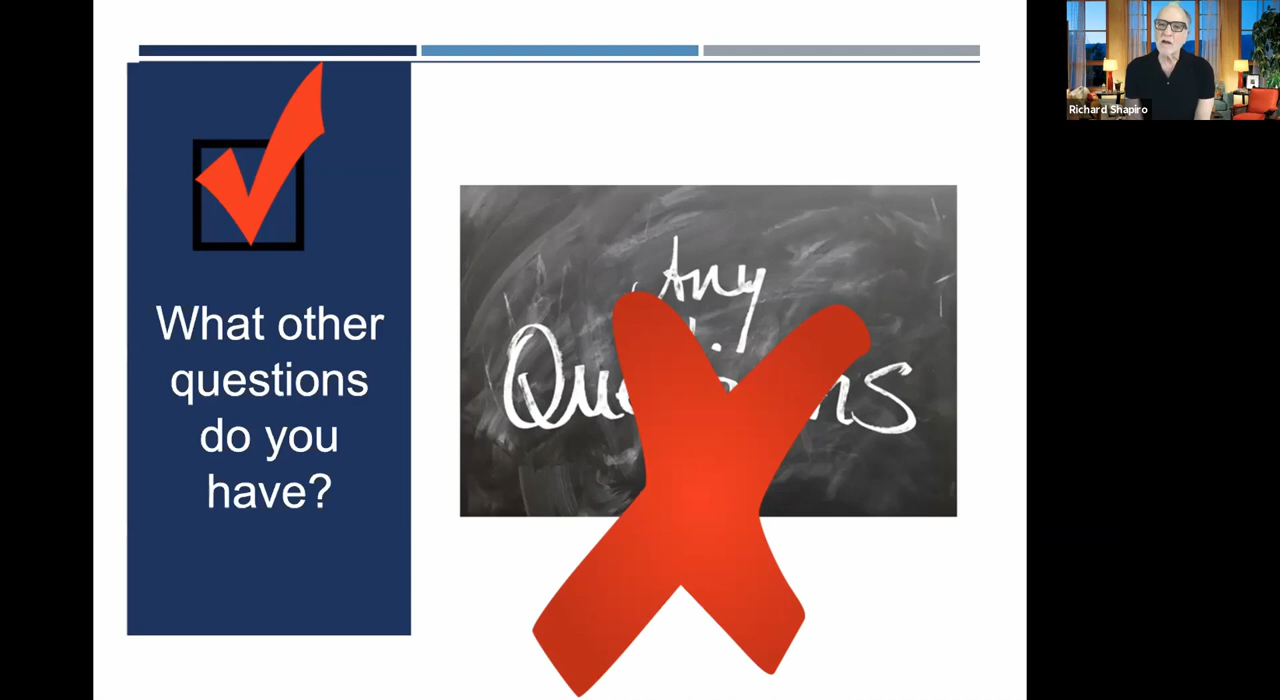 What other
questions
do you
have?
Any
Richard Shapiro